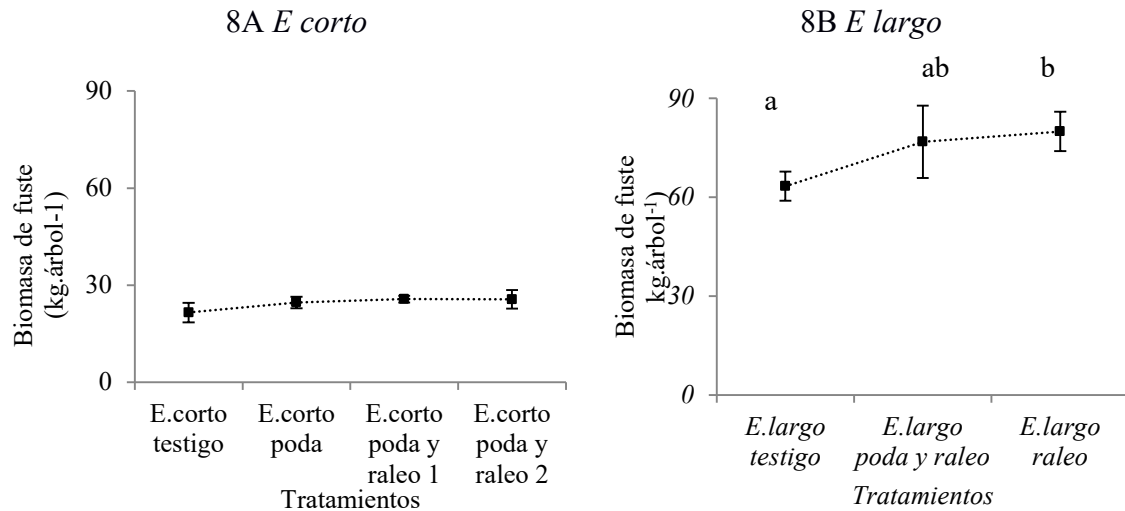 8A E corto
Biomasa de fuste
(kg.árbol-1)
90
60
30
0
E.corto testigo
E.corto poda
E.corto poda y raleo 1
E.corto poda y raleo 2
Tratamientos
8B E largo
a
ab
b
Biomasa de fuste
kg.árbol-1)
90
60
30
0
E.largo testigo
E.largo poda y raleo
E.largo raleo
Tratamientos